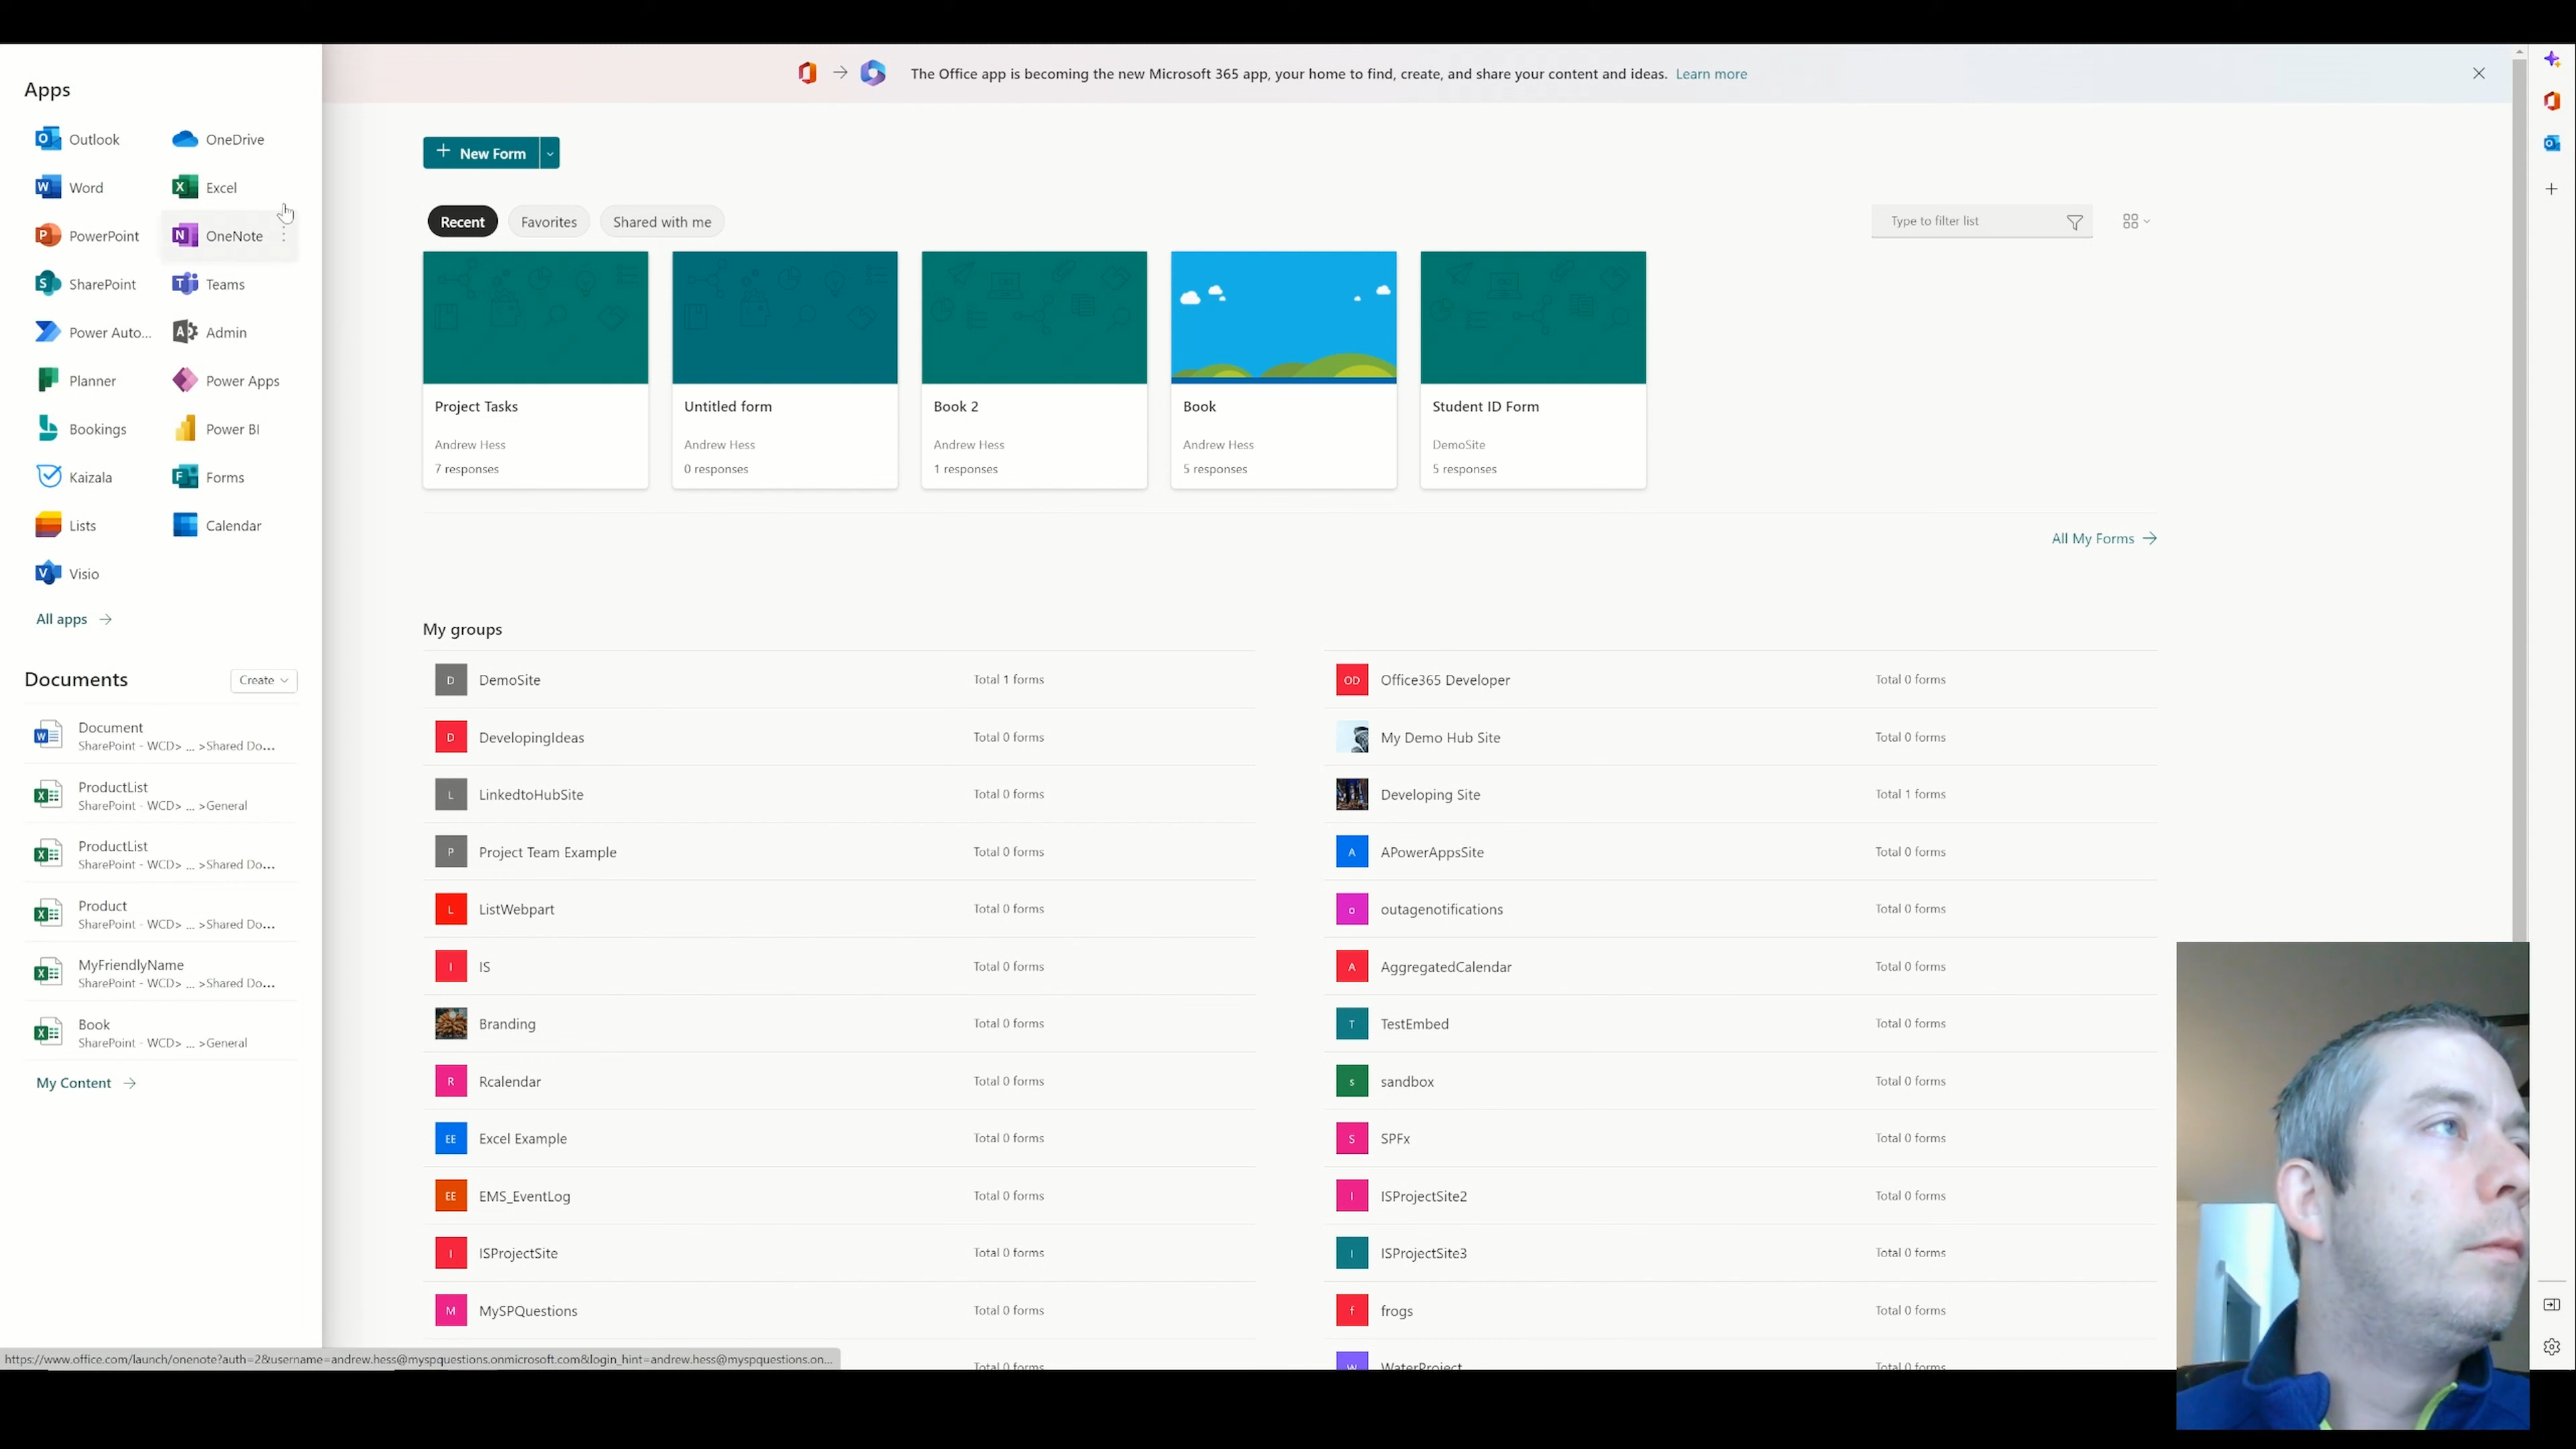 Apps
Outlook
OneDrive
Word
Excel
PowerPoint
OneNote
SharePoint
Teams
Power Auto...
Admin
Planner
Power Apps
Bookings
Power BI
Kaizala
Forms
Lists
Calendar
Visio
All apps
Documents
Create
Document
SharePoint - WCD> ... >Shared Do...
ProductList
SharePoint - WCD> ... >General
ProductList
SharePoint - WCD> ... >Shared Do...
Product
SharePoint - WCD> ... >Shared Do...
MyFriendlyName
SharePoint - WCD> ... >Shared Do...
Book
SharePoint - WCD> ... >General
My Content
The Office app is becoming the new Microsoft 365 app, your home to find, create, and share your content and ideas. Learn more
New Form
Recent
Favorites
Shared with me
Type to filter list
Project Tasks
Andrew Hess
7 responses
Untitled form
Andrew Hess
0 responses
Book 2
Andrew Hess
1 responses
Book
Andrew Hess
5 responses
Student ID Form
DemoSite
5 responses
All My Forms
My groups
D DemoSite Total 1 forms
OD Office365 Developer Total 0 forms
D DevelopingIdeas Total 0 forms
My Demo Hub Site Total 0 forms
L LinkedtoHubSite Total 0 forms
Developing Site Total 1 forms
P Project Team Example Total 0 forms
A APowerAppsSite Total 0 forms
L ListWebpart Total 0 forms
o outagenotifications Total 0 forms
I IS Total 0 forms
A AggregatedCalendar Total 0 forms
Branding Total 0 forms
T TestEmbed Total 0 forms
R Rcalendar Total 0 forms
s sandbox Total 0 forms
EE Excel Example Total 0 forms
S SPFx Total 0 forms
EE EMS_EventLog Total 0 forms
I ISProjectSite2 Total 0 forms
I ISProjectSite Total 0 forms
I ISProjectSite3 Total 0 forms
M MySPQuestions Total 0 forms
f frogs Total 0 forms
Total 0 forms
W WaterProject Total 0 forms
https://www.office.com/launch/onenote?auth=2&username=andrew.hess@myspquestions.onmicrosoft.com&login_hint=andrew.hess@myspquestions.on...